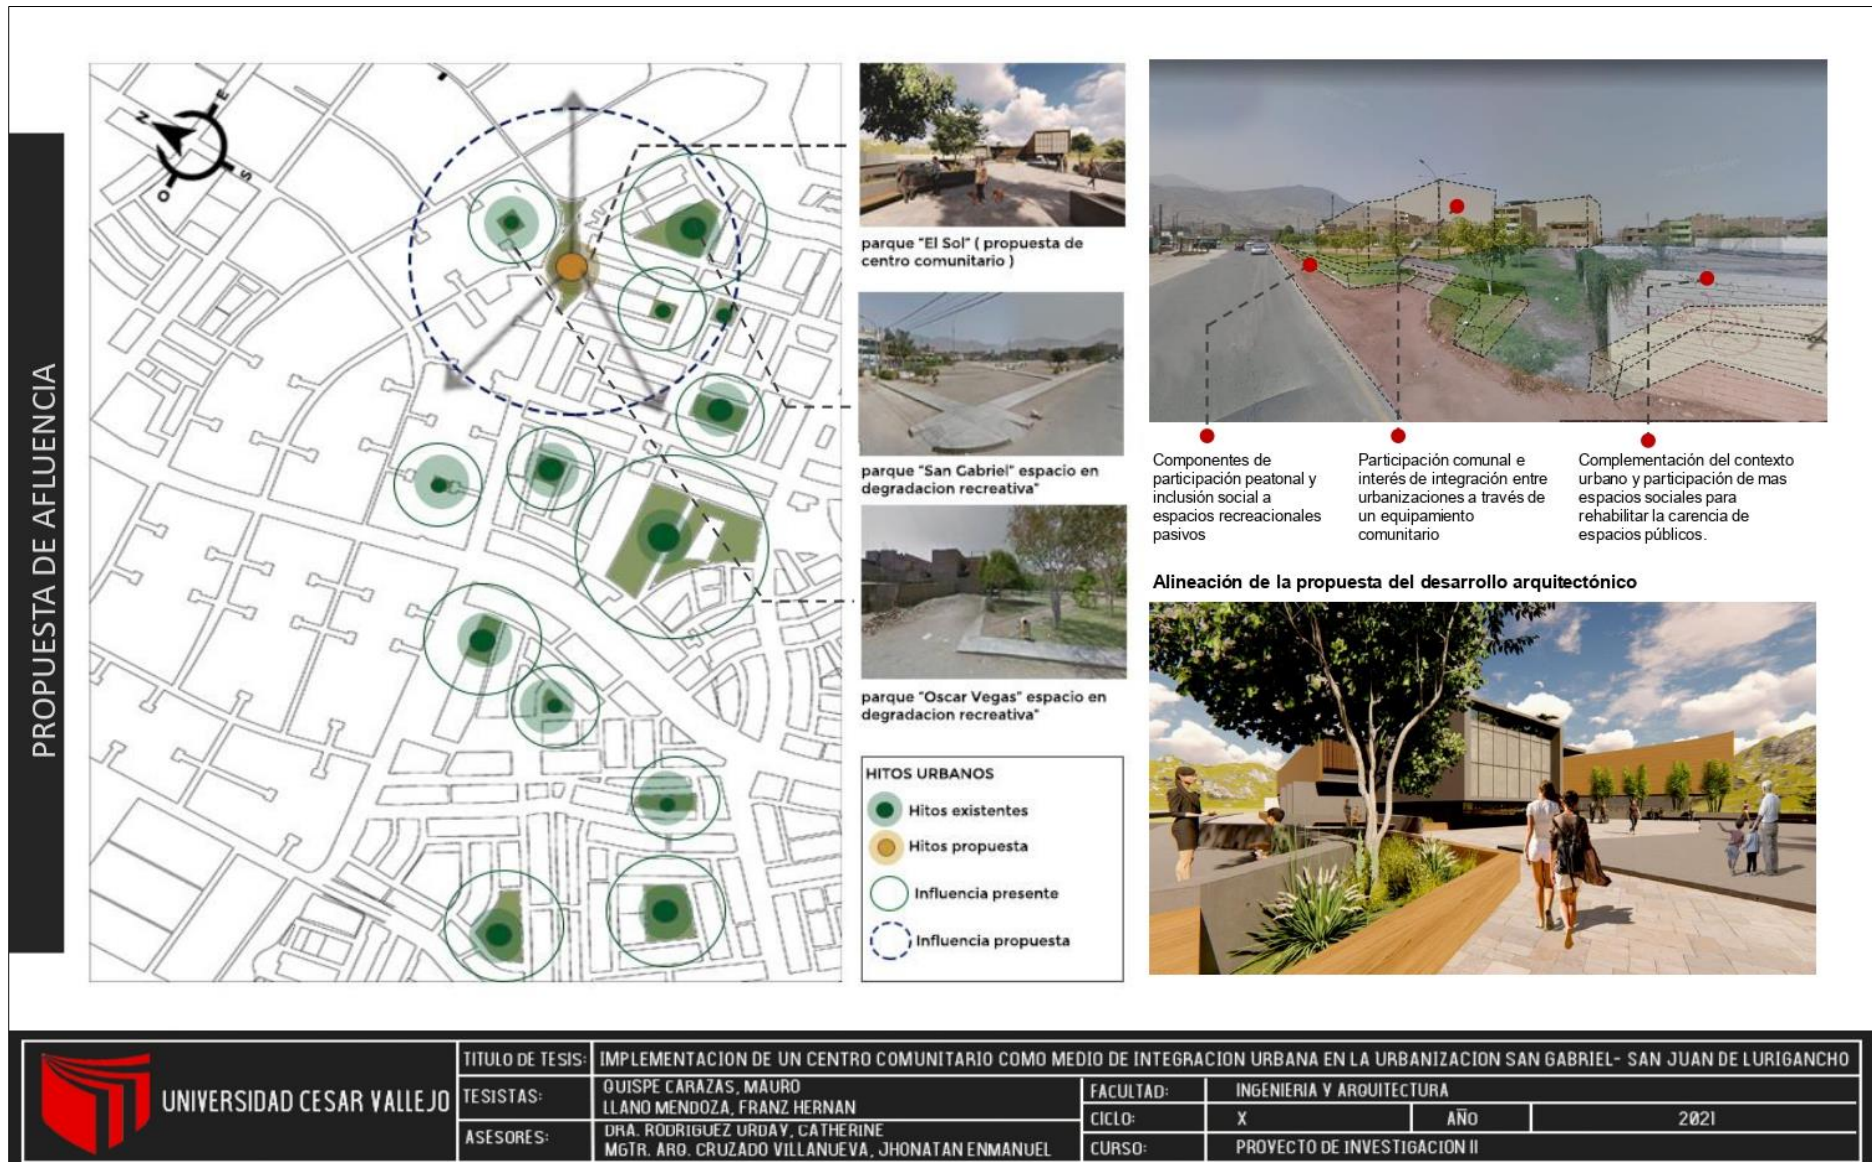 PROPUESTA DE AFLUENCIA
N
E
S
O
parque "El Sol" ( propuesta de
centro comunitario )
parque "San Gabriel" espacio en
degradacion recreativa"
parque "Oscar Vegas" espacio en
degradacion recreativa"
HITOS URBANOS
Hitos existentes
Hitos propuesta
Influencia presente
Influencia propuesta
Componentes de
participación peatonal y
inclusión social a
espacios recreacionales
pasivos
Participación comunal e
interés de integración entre
urbanizaciones a través de
un equipamiento
comunitario
Complementación del contexto
urbano y participación de mas
espacios sociales para
rehabilitar la carencia de
espacios públicos.
Alineación de la propuesta del desarrollo arquitectónico
UNIVERSIDAD CESAR VALLEJO
TITULO DE TESIS: IMPLEMENTACION DE UN CENTRO COMUNITARIO COMO MEDIO DE INTEGRACION URBANA EN LA URBANIZACION SAN GABRIEL- SAN JUAN DE LURIGANCHO
TESISTAS:
QUISPE CARAZAS, MAURO
LLANO MENDOZA, FRANZ HERNAN
ASESORES:
DRA. RODRIGUEZ URDAY, CATHERINE
MGTR. ARQ. CRUZADO VILLANUEVA, JHONATAN ENMANUEL
FACULTAD: INGENIERIA Y ARQUITECTURA
CICLO: X AÑO 2021
CURSO: PROYECTO DE INVESTIGACION II